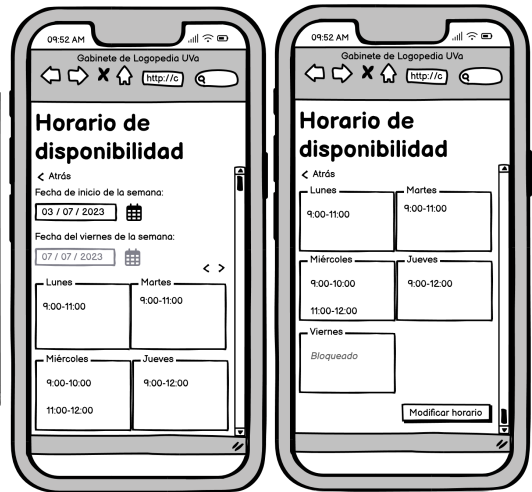 09:52 AM
Gabinete de Logopedia UVa
http://c
Horario de
disponibilidad
< Atrás
Fecha de inicio de la semana:
03 / 07 / 2023
Fecha del viernes de la semana:
07 / 07 / 2023
< >
Lunes
9:00-11:00
Martes
9:00-11:00
Miércoles
9:00-10:00
11:00-12:00
Jueves
9:00-12:00
09:52 AM
Gabinete de Logopedia UVa
http://c
Horario de
disponibilidad
< Atrás
Lunes
9:00-11:00
Martes
9:00-11:00
Miércoles
9:00-10:00
11:00-12:00
Jueves
9:00-12:00
Viernes
Bloqueado
Modificar horario